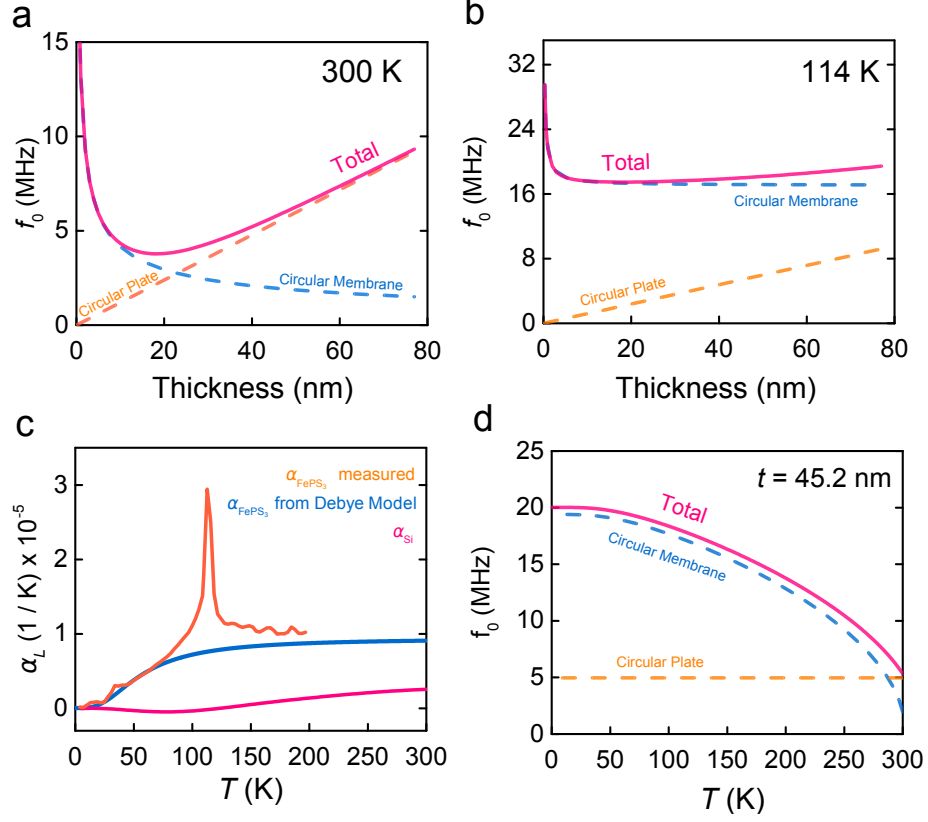 a
300 K
15
10
5
0
f₀ (MHz)
Total
Circular Plate
Circular Membrane
0 20 40 60 80
Thickness (nm)
b
114 K
32
24
16
8
0
f₀ (MHz)
Total
Circular Membrane
Circular Plate
0 20 40 60 80
Thickness (nm)
c
α_FePS₃ measured
α_FePS₃ from Debye Model
α_Si
3
2
1
0
α_L (1 / K) x 10⁻⁵
0 50 100 150 200 250 300
T (K)
d
t = 45.2 nm
25
20
15
10
5
0
f₀ (MHz)
Total
Circular Membrane
Circular Plate
0 50 100 150 200 250 300
T (K)